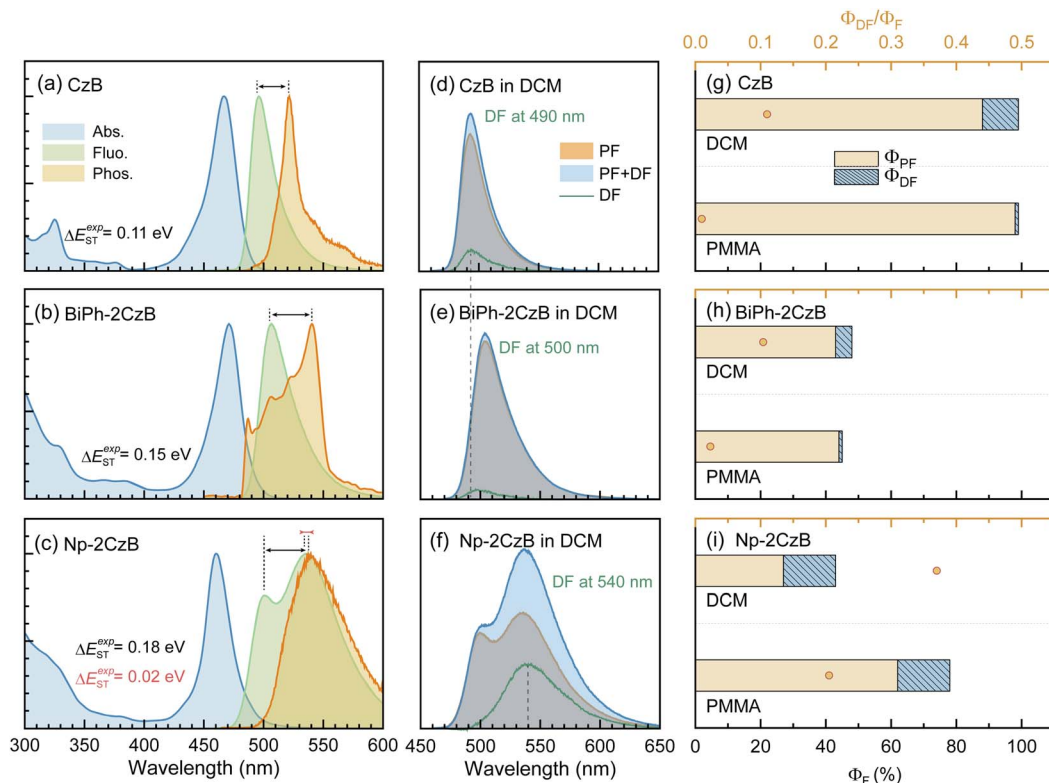 (a) CzB
Abs.
Fluo.
Phos.
ΔE_ST^exp = 0.11 eV
(b) BiPh-2CzB
ΔE_ST^exp = 0.15 eV
(c) Np-2CzB
ΔE_ST^exp = 0.18 eV
ΔE_ST^exp = 0.02 eV
300 350 400 450 500 550 600
Wavelength (nm)
(d) CzB in DCM
DF at 490 nm
PF
PF+DF
DF
(e) BiPh-2CzB in DCM
DF at 500 nm
(f) Np-2CzB in DCM
DF at 540 nm
450 500 550 600 650
Wavelength (nm)
Φ_DF/Φ_F
0.0 0.1 0.2 0.3 0.4 0.5
(g) CzB
DCM
Φ_PF
Φ_DF
PMMA
(h) BiPh-2CzB
DCM
PMMA
(i) Np-2CzB
DCM
PMMA
0 20 40 60 80 100
Φ_F (%)